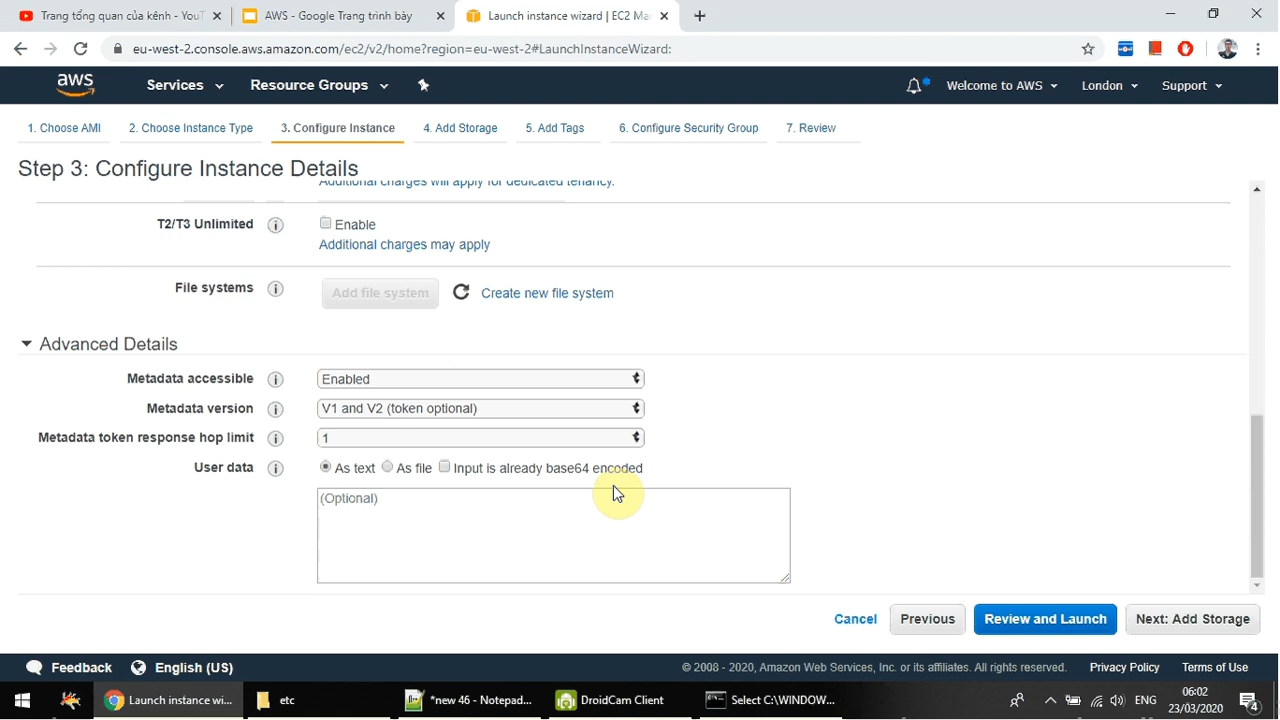 Trang tổng quan của kênh - YouT
AWS - Google Trang trình bày
Launch instance wizard | EC2 Ma
eu-west-2.console.aws.amazon.com/ec2/v2/home?region=eu-west-2#LaunchInstanceWizard:
aws
Services
Resource Groups
Welcome to AWS
London
Support
1. Choose AMI
2. Choose Instance Type
3. Configure Instance
4. Add Storage
5. Add Tags
6. Configure Security Group
7. Review
Step 3: Configure Instance Details
Additional charges will apply for dedicated tenancy.
T2/T3 Unlimited
Enable
Additional charges may apply
File systems
Add file system
Create new file system
Advanced Details
Metadata accessible
Enabled
Metadata version
V1 and V2 (token optional)
Metadata token response hop limit
1
User data
As text
As file
Input is already base64 encoded
(Optional)
Cancel
Previous
Review and Launch
Next: Add Storage
Feedback
English (US)
© 2008 - 2020, Amazon Web Services, Inc. or its affiliates. All rights reserved.
Privacy Policy
Terms of Use
Launch instance wi...
etc
*new 46 - Notepad...
DroidCam Client
Select C:\WINDOW...
ENG
06:02
23/03/2020
4